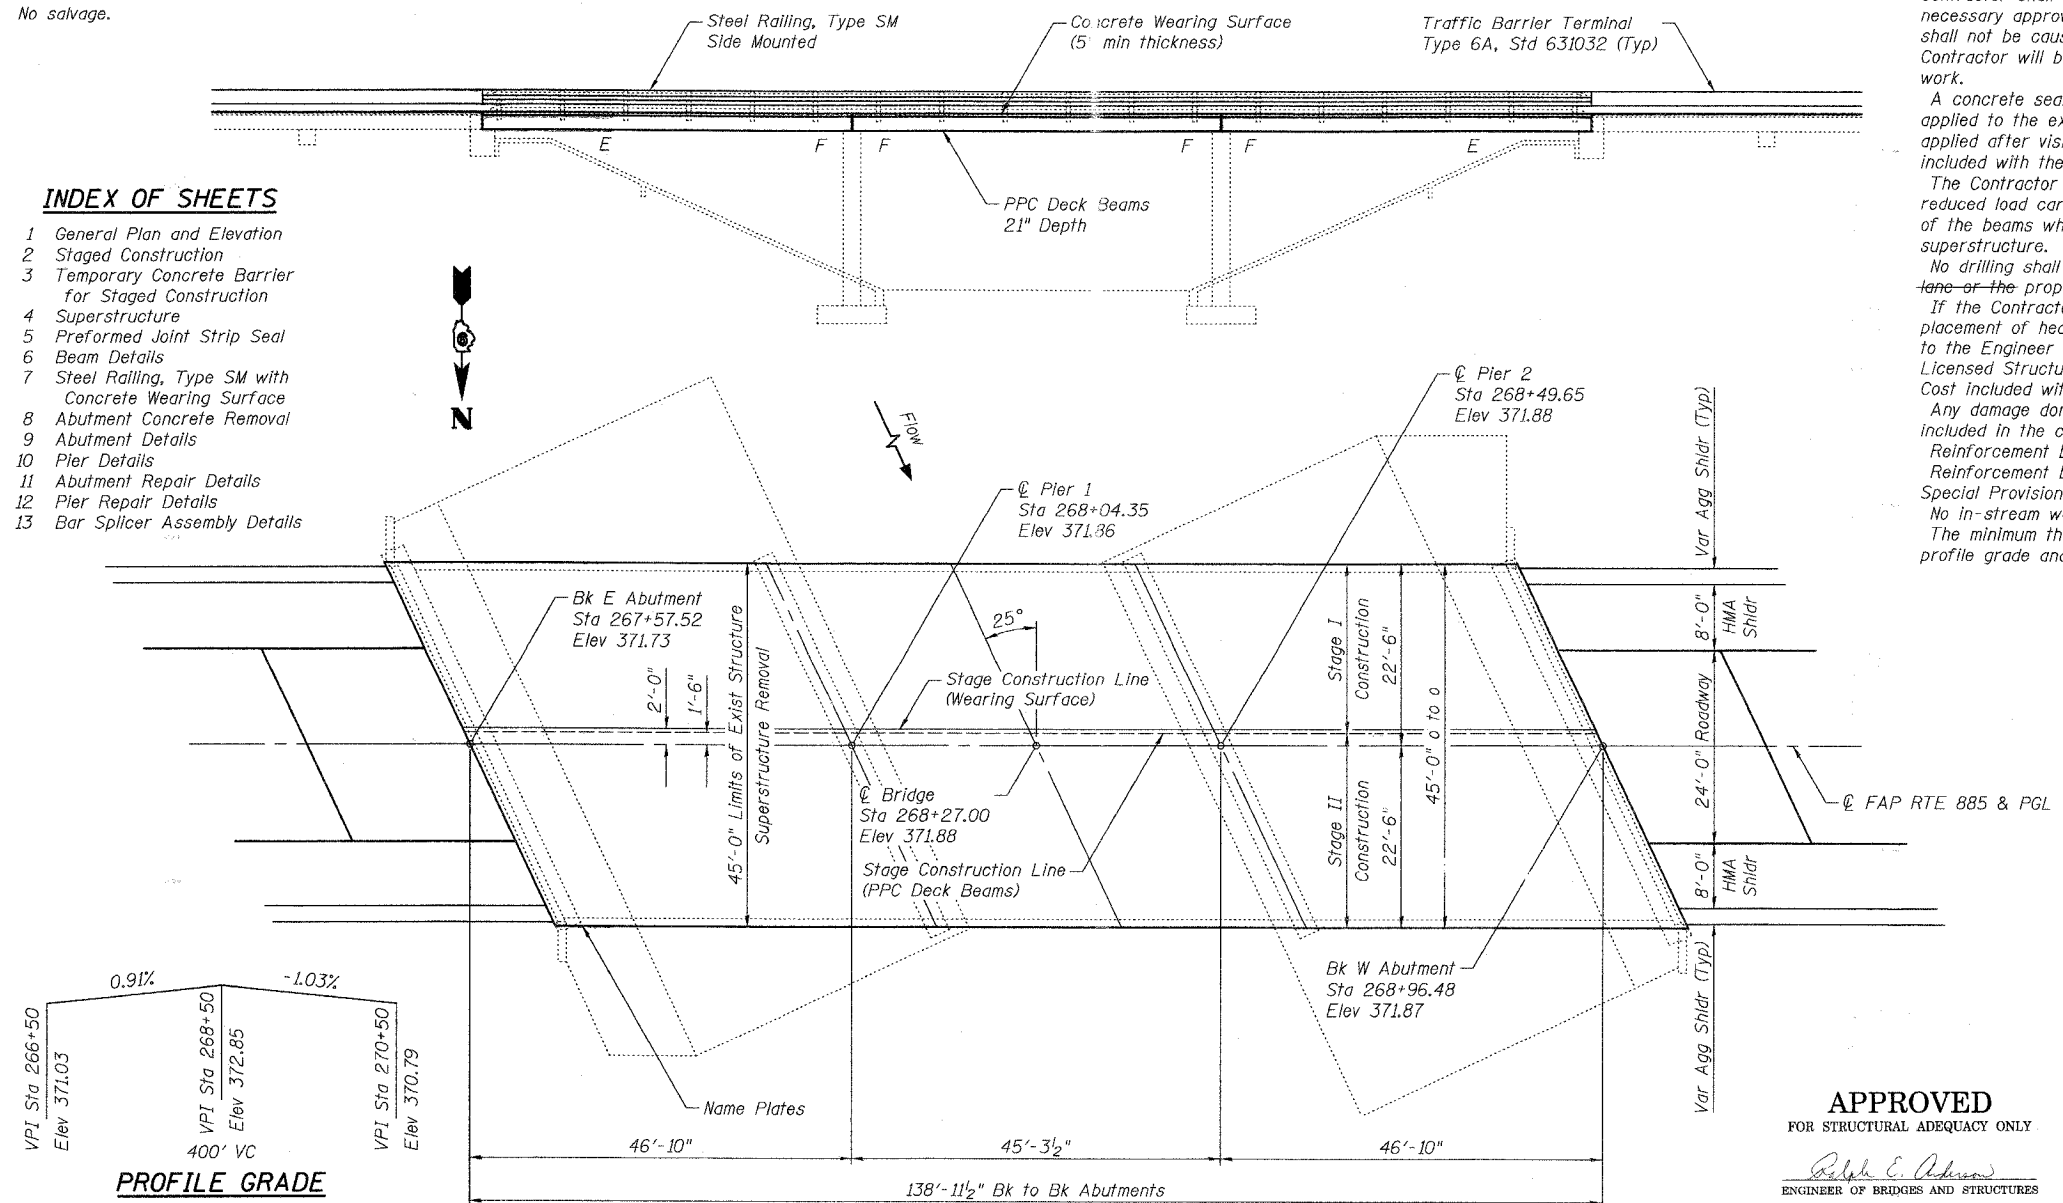 No salvage.
Steel Railing, Type SM
Side Mounted
Concrete Wearing Surface
(5" min thickness)
Traffic Barrier Terminal
Type 6A, Std 631032 (Typ)
necessary approv
shall not be caus
Contractor will b
work.
A concrete sea
applied to the ex
applied after visi
included with the
The Contractor
reduced load car
of the beams wh
superstructure.
No drilling shall
lane or the prop
If the Contracto
placement of hea
to the Engineer
Licensed Structu
Cost included wit
Any damage don
included in the c
Reinforcement
Reinforcement
Special Provision
No in-stream w
The minimum th
profile grade and
E
F
F
F
F
E
PPC Deck Beams
21" Depth
INDEX OF SHEETS
1 General Plan and Elevation
2 Staged Construction
3 Temporary Concrete Barrier
for Staged Construction
4 Superstructure
5 Preformed Joint Strip Seal
6 Beam Details
7 Steel Railing, Type SM with
Concrete Wearing Surface
8 Abutment Concrete Removal
9 Abutment Details
10 Pier Details
11 Abutment Repair Details
12 Pier Repair Details
13 Bar Splicer Assembly Details
6
N
Flow
℄ Pier 2
Sta 268+49.65
Elev 371.88
℄ Pier 1
Sta 268+04.35
Elev 371.86
Bk E Abutment
Sta 267+57.52
Elev 371.73
2'-0"
1'-6"
45'-0" Limits of Exist Structure
Superstructure Removal
25°
Stage Construction Line
(Wearing Surface)
℄ Bridge
Sta 268+27.00
Elev 371.88
Stage Construction Line
(PPC Deck Beams)
Stage I
Construction
22'-6"
Stage II
Construction
22'-6"
45'-0" o to o
Var Agg Shldr (Typ)
8'-0"
HMA
Shldr
24'-0" Roadway
8'-0"
HMA
Shldr
Var Agg Shldr (Typ)
℄ FAP RTE 885 & PGL
Bk W Abutment
Sta 268+96.48
Elev 371.87
Name Plates
0.91%
-1.03%
VPI Sta 266+50
Elev 371.03
VPI Sta 268+50
Elev 372.85
VPI Sta 270+50
Elev 370.79
400' VC
PROFILE GRADE
46'-10"
45'-3½"
46'-10"
138'-11½" Bk to Bk Abutments
APPROVED
FOR STRUCTURAL ADEQUACY ONLY
Ralph E. Anderson
ENGINEER OF BRIDGES AND STRUCTURES